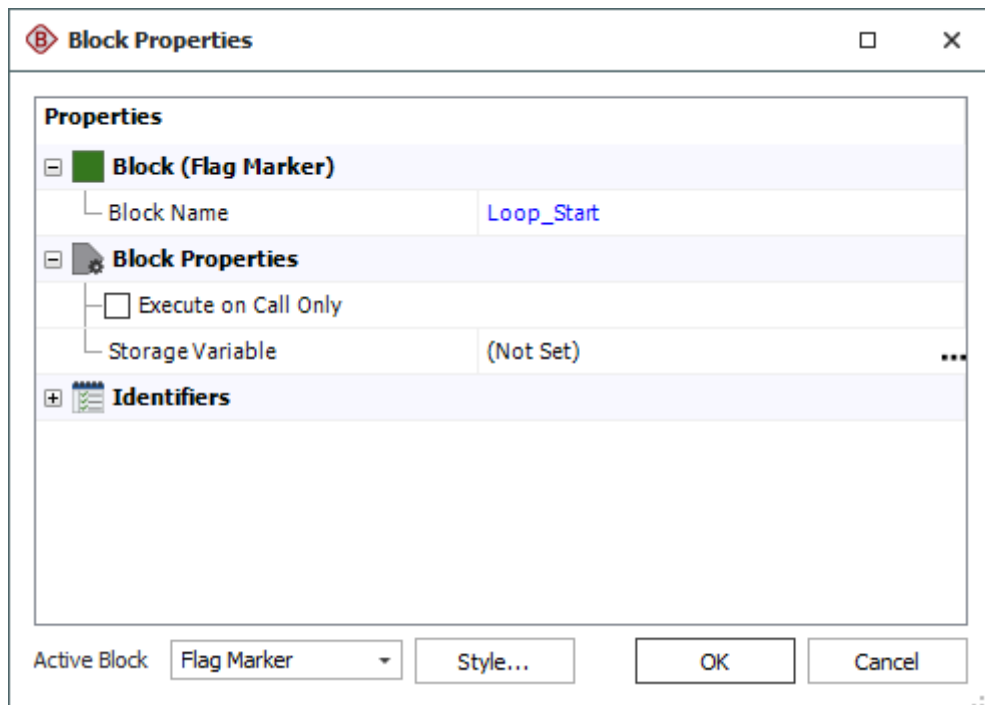 B Block Properties
Properties
Block (Flag Marker)
Block Name Loop_Start
Block Properties
Execute on Call Only
Storage Variable (Not Set) ...
Identifiers
Active Block Flag Marker Style... OK Cancel